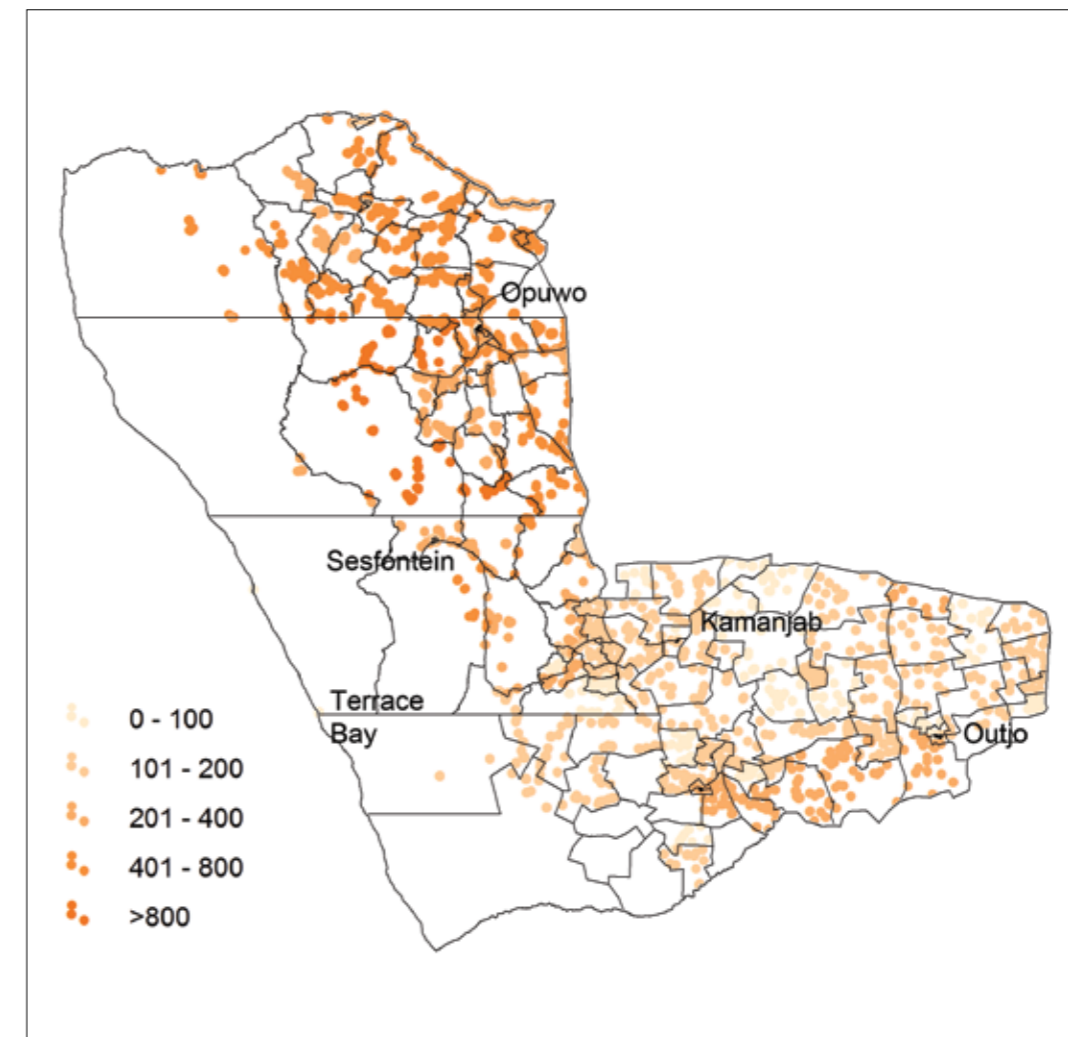 Opuwo
Sesfontein
Kamanjab
Terrace
Bay
Outjo
0 - 100
101 - 200
201 - 400
401 - 800
>800